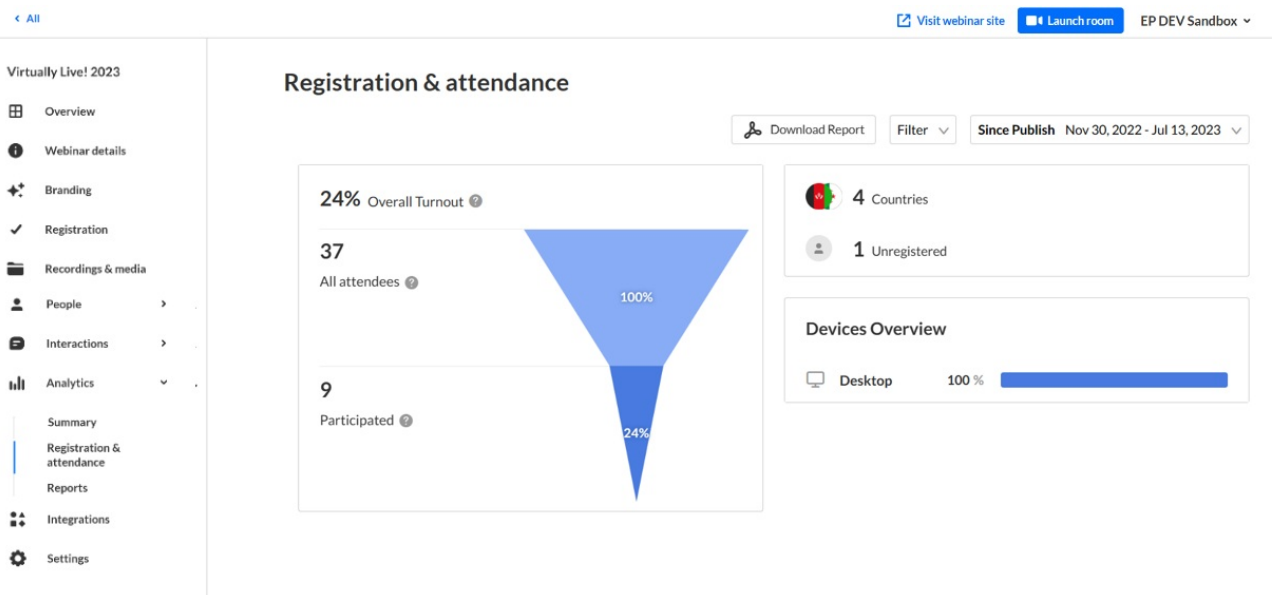 All
Visit webinar site
Launch room
EP DEV Sandbox
Virtually Live! 2023
Overview
Webinar details
Branding
Registration
Recordings & media
People
Interactions
Analytics
Summary
Registration &
attendance
Reports
Integrations
Settings
Registration & attendance
Download Report
Filter
Since Publish Nov 30, 2022 - Jul 13, 2023
24% Overall Turnout ?
37
All attendees ?
100%
9
Participated ?
24%
4 Countries
1 Unregistered
Devices Overview
Desktop 100 %